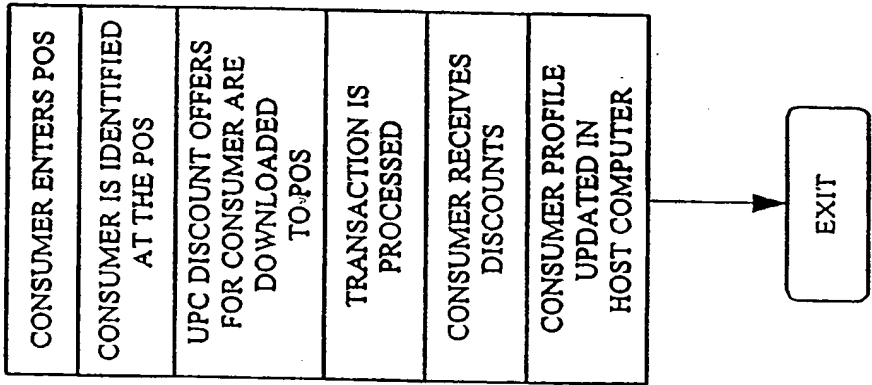 CONSUMER ENTERS POS
CONSUMER IS IDENTIFIED
AT THE POS
UPC DISCOUNT OFFERS
FOR CONSUMER ARE
DOWNLOADED
TO POS
TRANSACTION IS
PROCESSED
CONSUMER RECEIVES
DISCOUNTS
CONSUMER PROFILE
UPDATED IN
HOST COMPUTER
EXIT